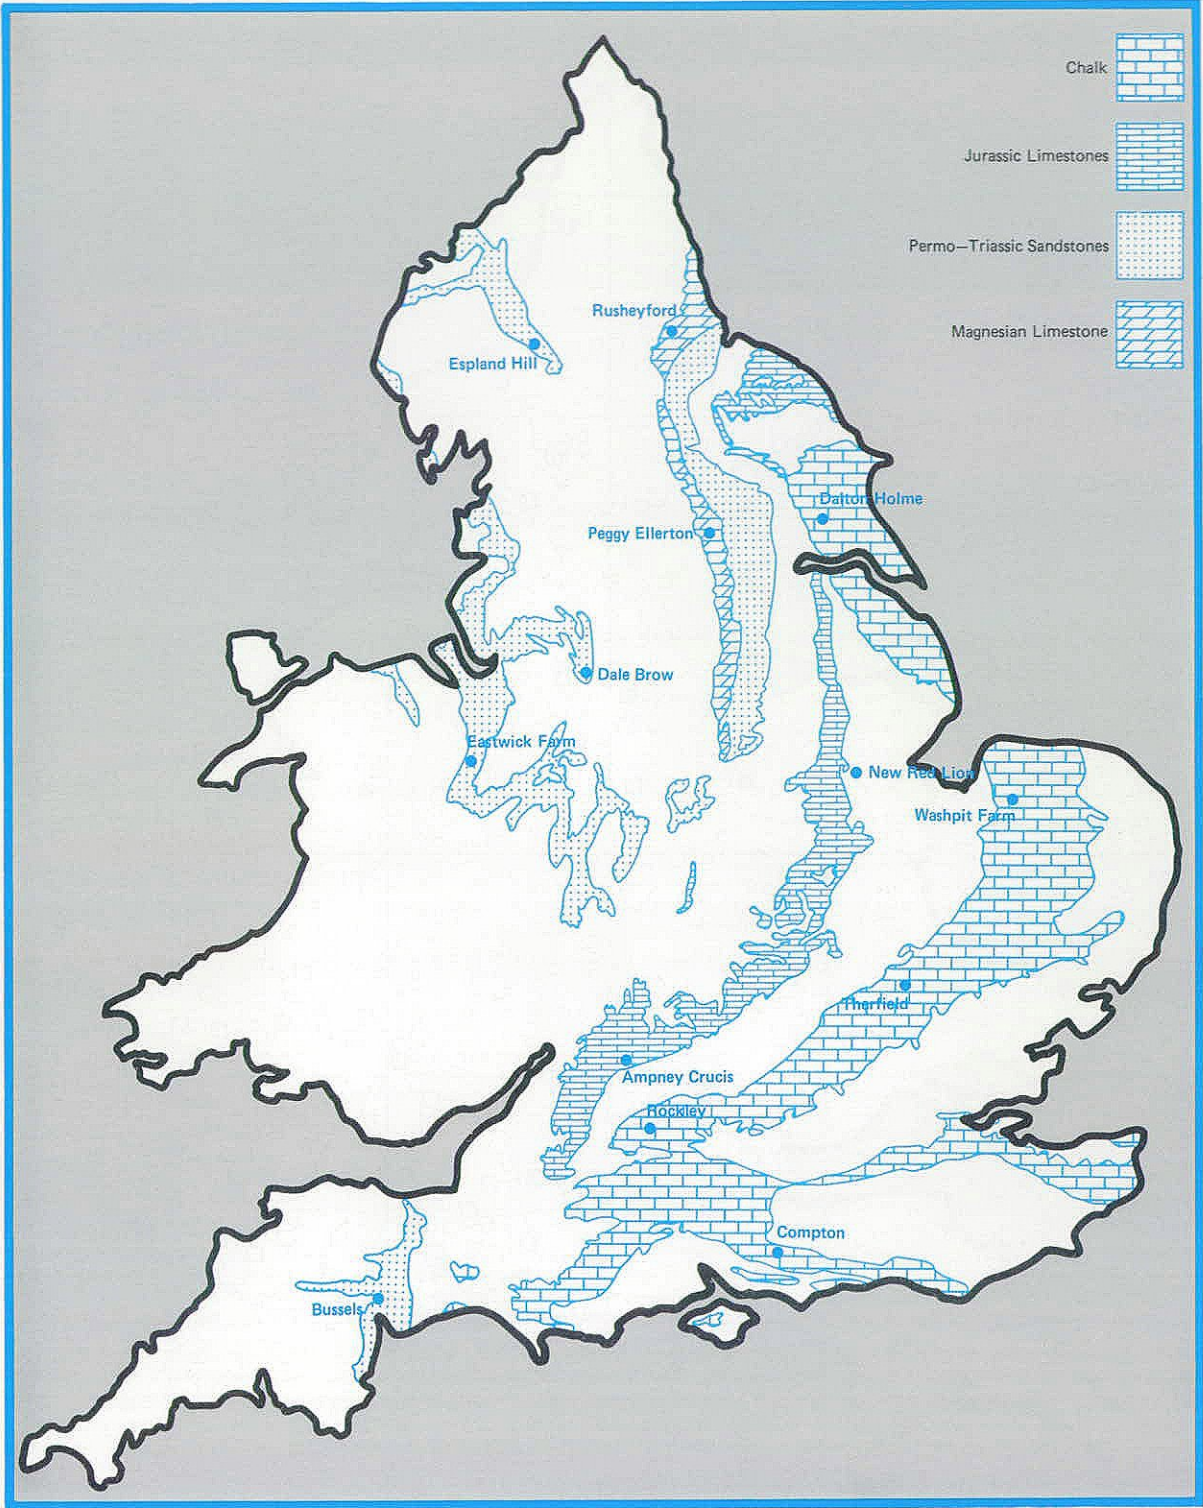 Chalk
Jurassic Limestones
Permo–Triassic Sandstones
Rusheyford
Magnesian Limestone
Espland Hill
Dalton Holme
Peggy Ellerton
Dale Brow
Eastwick Farm
New Red Lion
Washpit Farm
Therfield
Ampney Crucis
Rockley
Compton
Bussels